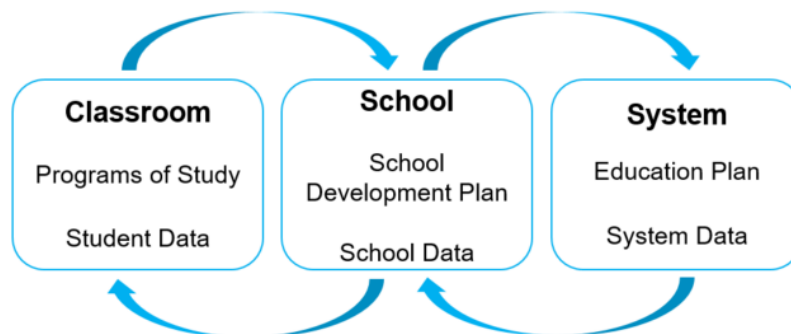 Classroom
Programs of Study
Student Data
School
School
Development Plan
School Data
System
Education Plan
System Data